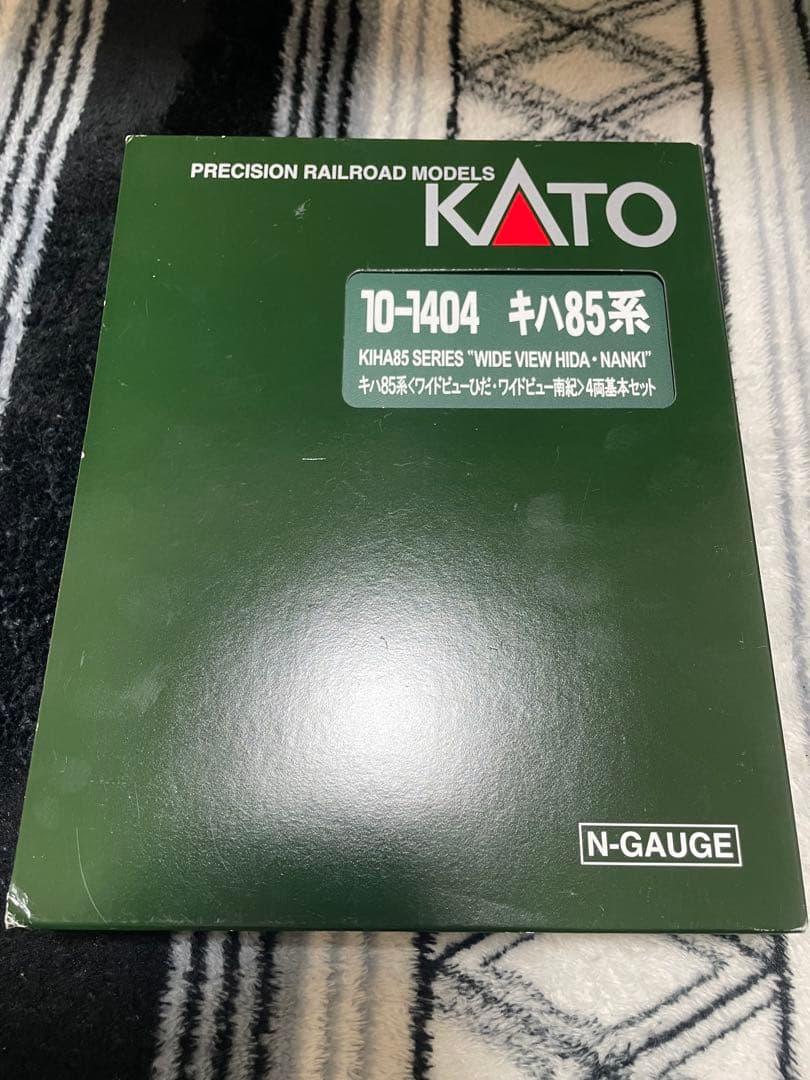 PRECISION RAILROAD MODELS
KATO
10-1404 キハ85系
KIHA85 SERIES "WIDE VIEW HIDA・NANKI"
キハ85系<ワイドビューひだ・ワイドビュー南紀>4両基本セット
N-GAUGE